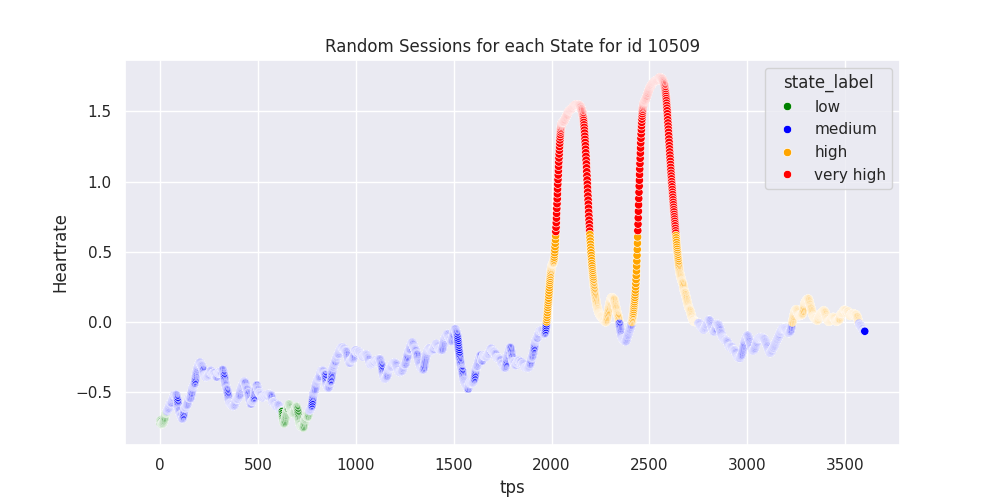 Random Sessions for each State for id 10509
state_label
low
medium
high
very high
Heartrate
1.5
1.0
0.5
0.0
−0.5
0 500 1000 1500 2000 2500 3000 3500
tps